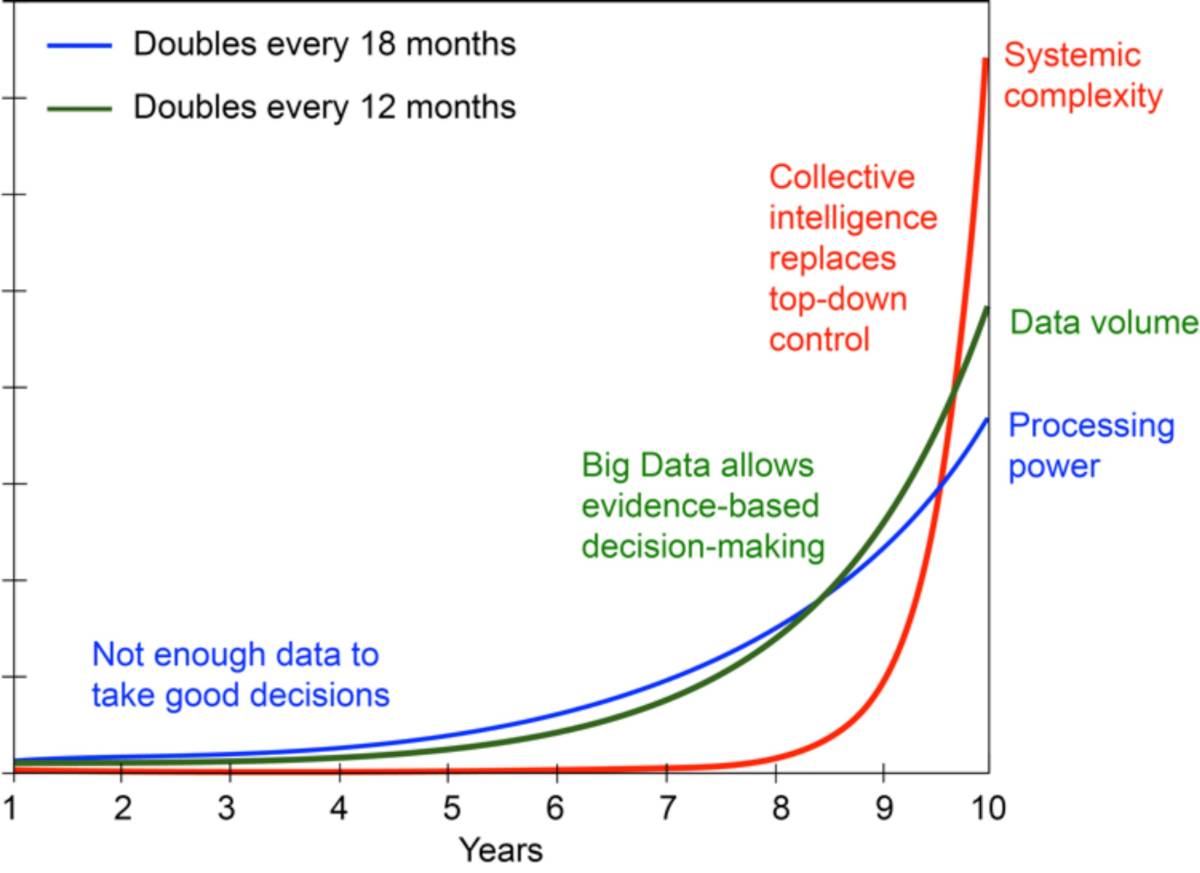 Doubles every 18 months
Doubles every 12 months
Systemic
complexity
Collective
intelligence
replaces
top-down
control
Data volume
Processing
power
Big Data allows
evidence-based
decision-making
Not enough data to
take good decisions
1 2 3 4 5 6 7 8 9 10
Years